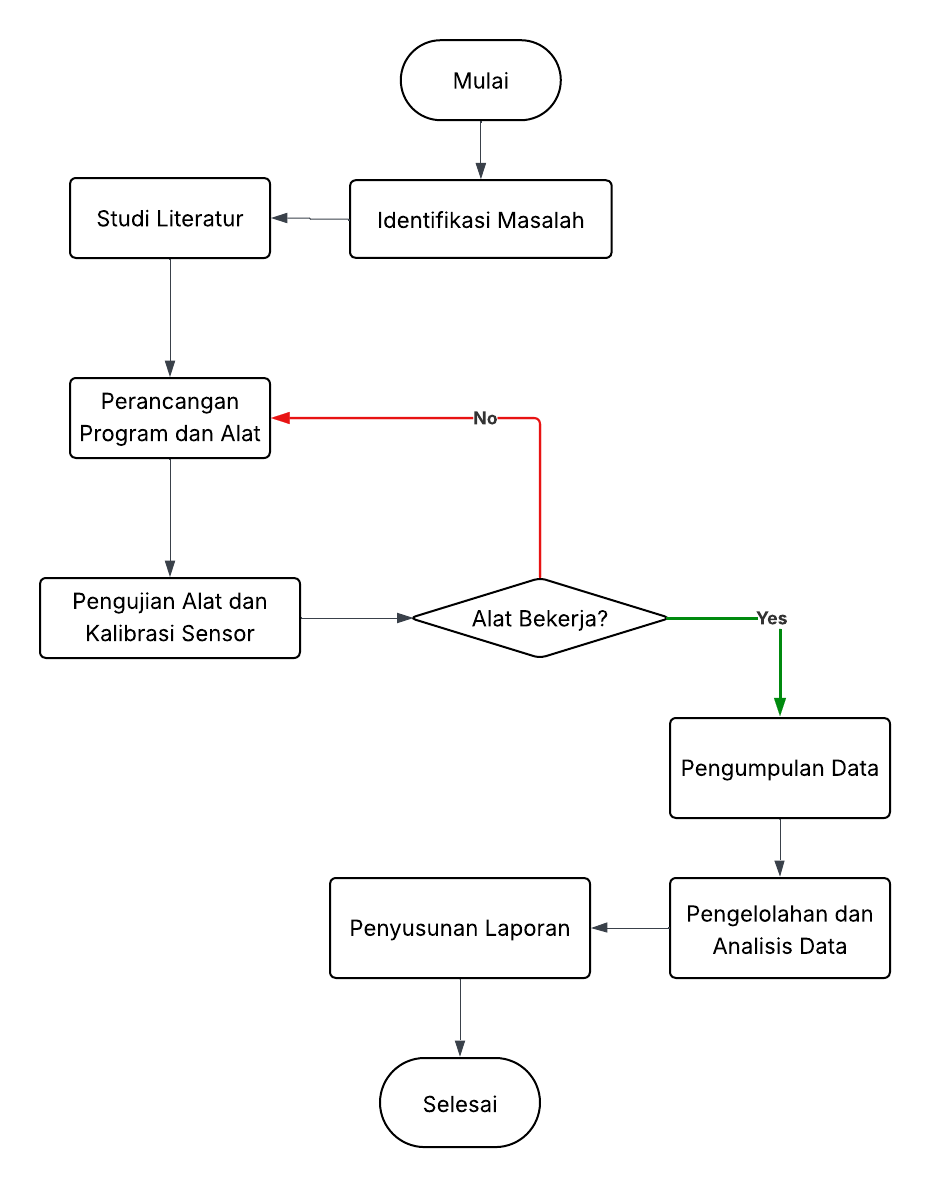 Mulai
Identifikasi Masalah
Studi Literatur
Perancangan
Program dan Alat
No
Pengujian Alat dan
Kalibrasi Sensor
Alat Bekerja?
Yes
Pengumpulan Data
Pengelolahan dan
Analisis Data
Penyusunan Laporan
Selesai